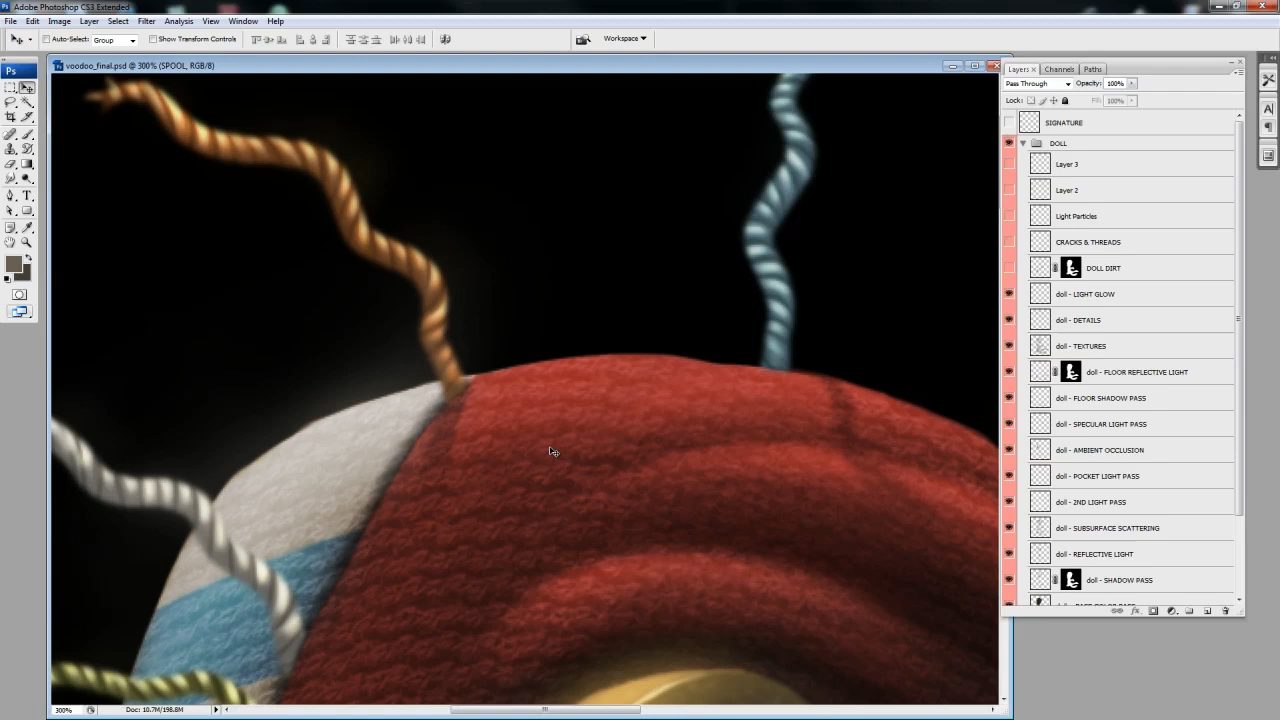 Adobe Photoshop CS3 Extended
File Edit Image Layer Select Filter Analysis View Window Help
Auto-Select: Group Show Transform Controls Workspace
Ps
voodoo_final.psd @ 300% (SPOOL, RGB/8)
Layers Channels Paths
Pass Through Opacity: 100%
Lock: Fill: 100%
SIGNATURE
DOLL
Layer 3
Layer 2
Light Particles
CRACKS & THREADS
DOLL DIRT
doll - LIGHT GLOW
doll - DETAILS
doll - TEXTURES
doll - FLOOR REFLECTIVE LIGHT
doll - FLOOR SHADOW PASS
doll - SPECULAR LIGHT PASS
doll - AMBIENT OCCLUSION
doll - POCKET LIGHT PASS
doll - 2ND LIGHT PASS
doll - SUBSURFACE SCATTERING
doll - REFLECTIVE LIGHT
doll - SHADOW PASS
300% Doc: 10.7M/198.8M